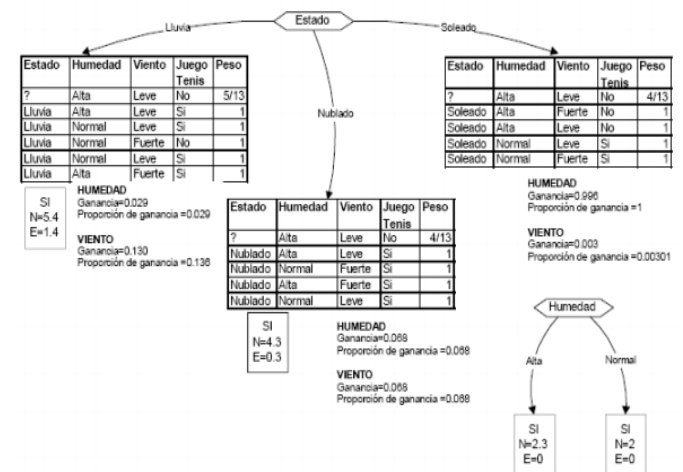 Estado
Lluvia
Nublado
Soleado
Estado Humedad Viento Juego Tenis Peso
? Alta Leve No 5/13
Lluvia Alta Leve Si 1
Lluvia Normal Leve Si 1
Lluvia Normal Fuerte No 1
Lluvia Normal Leve Si 1
Lluvia Alta Fuerte Si 1
SI
N=5.4
E=1.4
HUMEDAD
Ganancia=0.029
Proporción de ganancia =0.029
VIENTO
Ganancia=0.130
Proporción de ganancia =0.136
Estado Humedad Viento Juego Tenis Peso
? Alta Leve No 4/13
Nublado Alta Leve Si 1
Nublado Normal Fuerte Si 1
Nublado Alta Fuerte Si 1
Nublado Normal Leve Si 1
SI
N=4.3
E=0.3
HUMEDAD
Ganancia=0.068
Proporción de ganancia =0.068
VIENTO
Ganancia=0.068
Proporción de ganancia =0.068
Estado Humedad Viento Juego Tenis Peso
? Alta Leve No 4/13
Soleado Alta Fuerte No 1
Soleado Alta Leve No 1
Soleado Normal Leve Si 1
Soleado Normal Fuerte Si 1
HUMEDAD
Ganancia=0.996
Proporción de ganancia =1
VIENTO
Ganancia=0.003
Proporción de ganancia =0.00301
Humedad
Alta
Normal
SI
N=2.3
E=0
SI
N=2
E=0